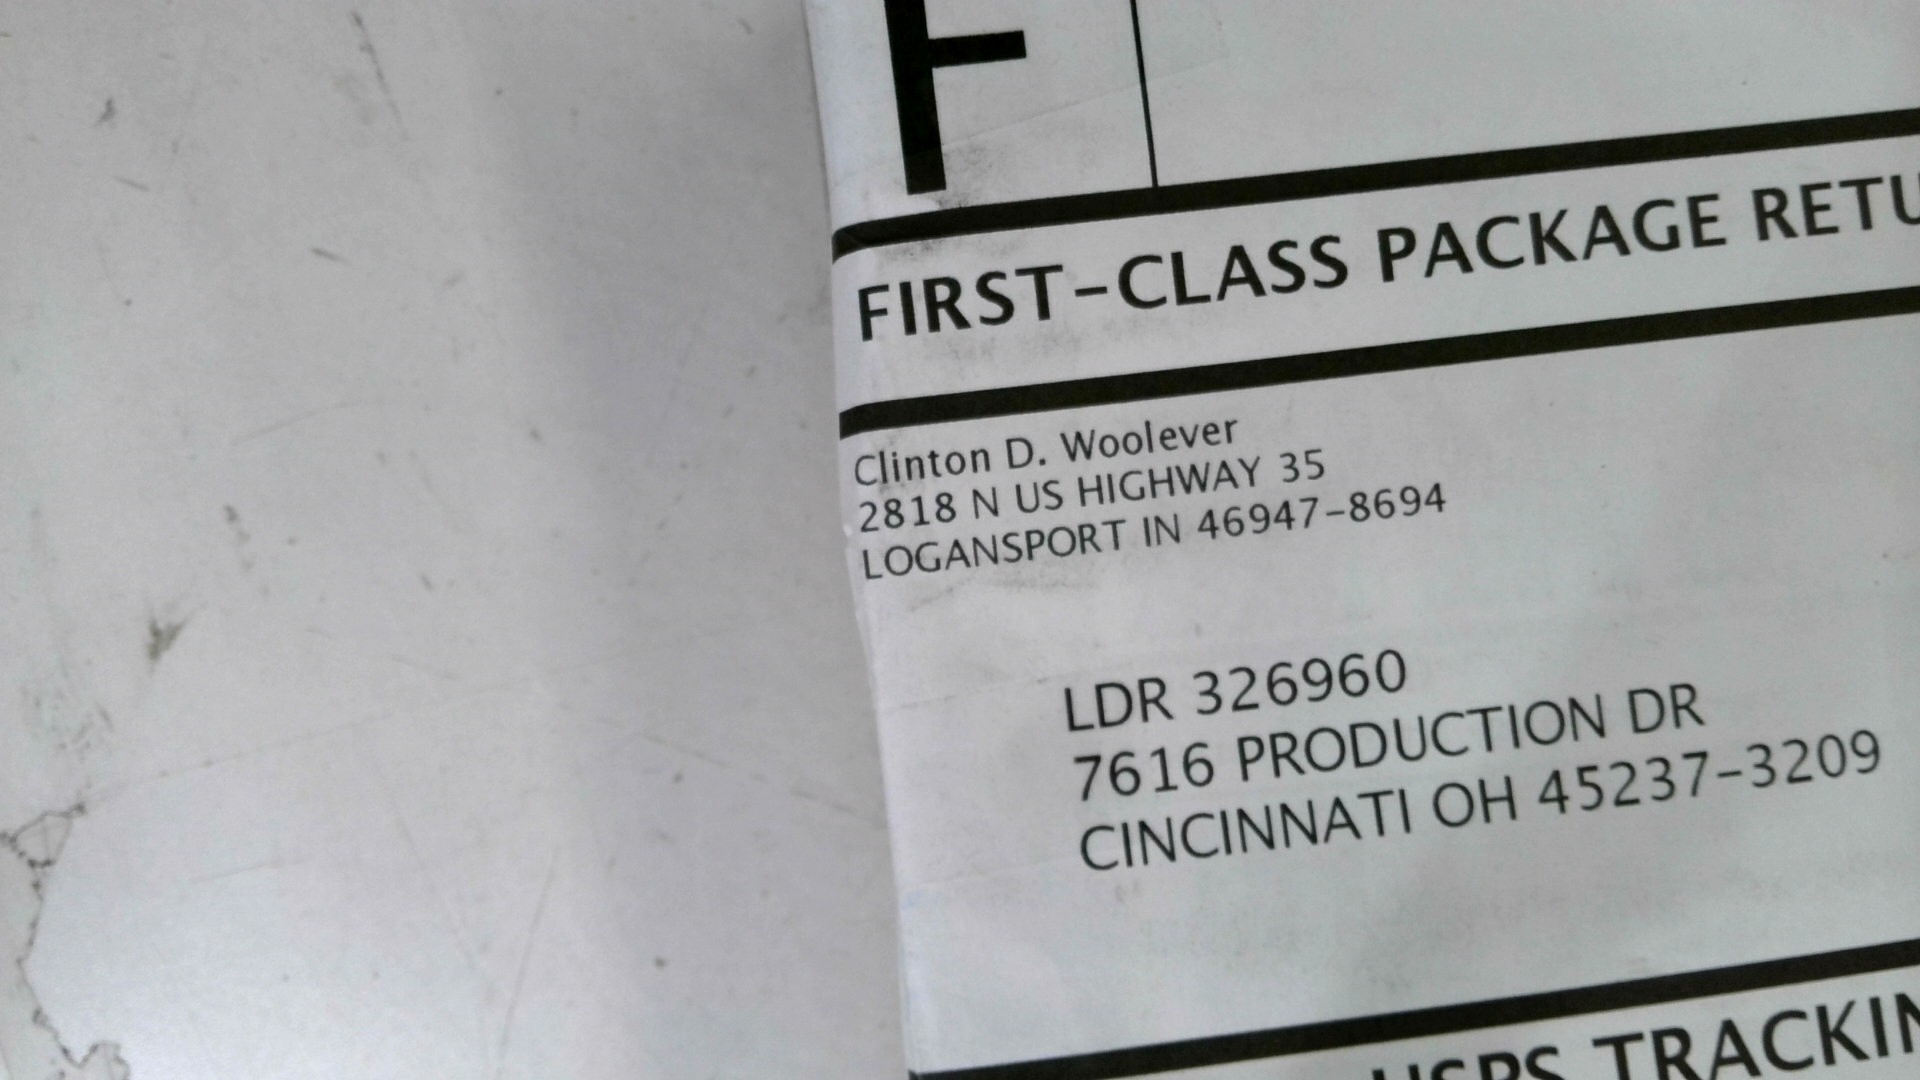 F
FIRST-CLASS PACKAGE RETU
Clinton D. Woolever
2818 N US HIGHWAY 35
LOGANSPORT IN 46947-8694
LDR 326960
7616 PRODUCTION DR
CINCINNATI OH 45237-3209
USPS TRACKIN